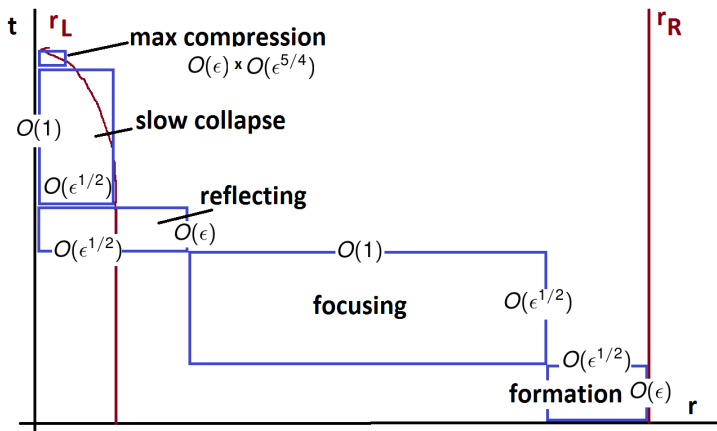 t r_L r_R
max compression
O(ϵ) x O(ϵ^{5/4})
O(1) slow collapse
O(ϵ^{1/2})
reflecting
O(ϵ^{1/2}) O(ϵ) O(1)
focusing O(ϵ^{1/2})
O(ϵ^{1/2})
formation O(ϵ)
r